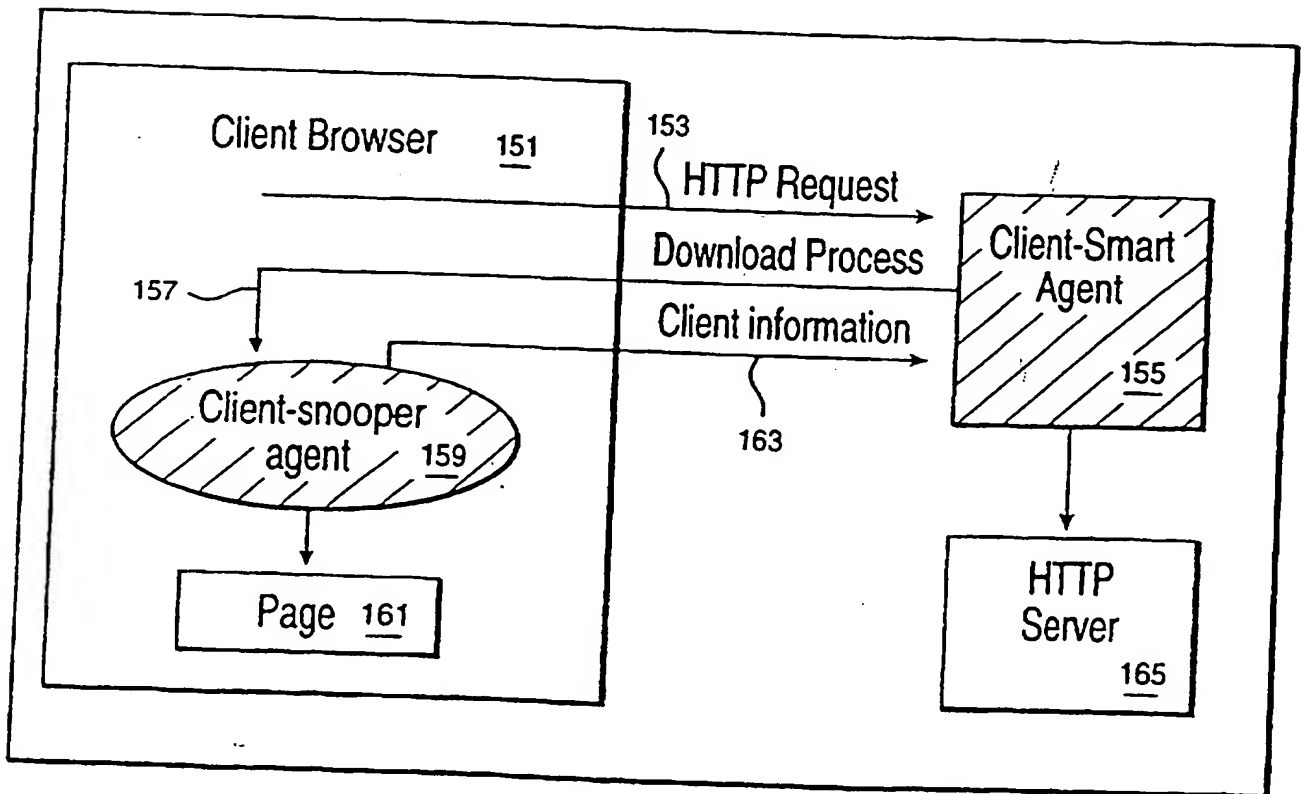 Client Browser 151
153
HTTP Request
Download Process
157
Client information
163
Client-Smart
Agent
155
Client-snooper
agent 159
Page 161
HTTP
Server
165